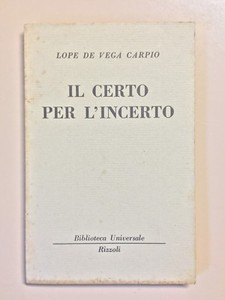 LOPE DE VEGA CARPIO
IL CERTO
PER L'INCERTO
Biblioteca Universale
Rizzoli